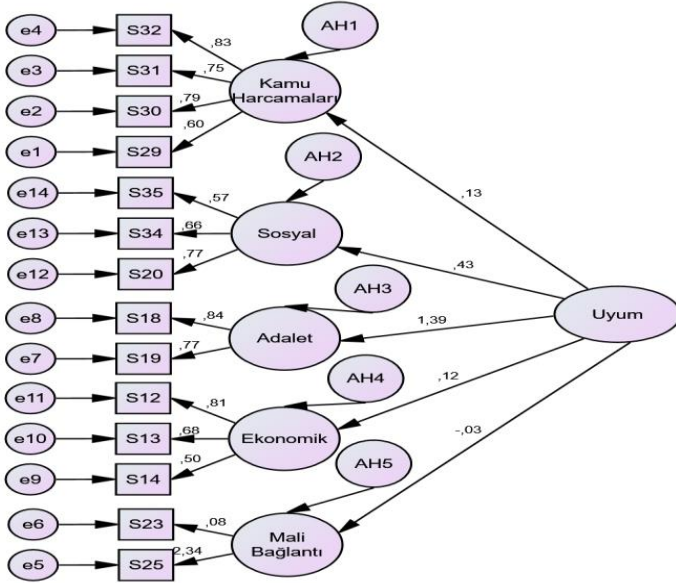 e4 S32 ,83 AH1
e3 S31 ,75 Kamu
Harcamaları
e2 S30 ,79
e1 S29 ,60
,13
e14 S35 ,57 AH2
e13 S34 ,66 Sosyal
e12 S20 ,77
,43
e8 S18 ,84 AH3
Adalet 1,39 Uyum
e7 S19 ,77
e11 S12 ,81 AH4
,12
e10 S13 ,68 Ekonomik
-,03
e9 S14 ,50
AH5
e6 S23 ,08 Mali
Bağlantı
e5 S25 2,34